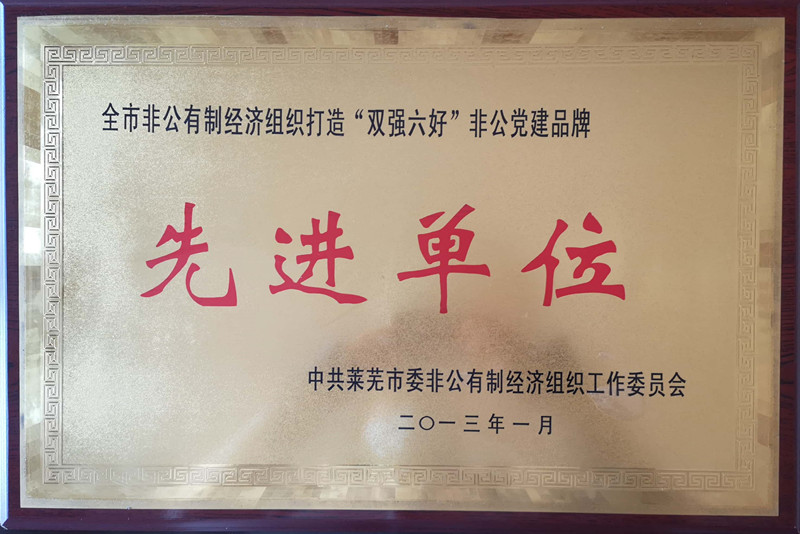 全市非公有制经济组织打造“双强六好”非公党建品牌
先进单位
中共莱芜市委非公有制经济组织工作委员会
二〇一三年一月